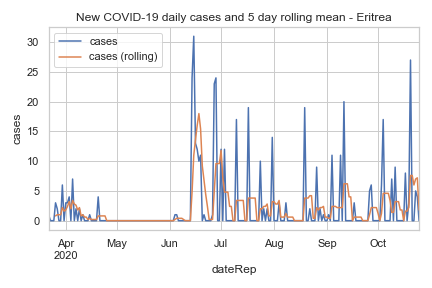 New COVID-19 daily cases and 5 day rolling mean - Eritrea
cases
cases (rolling)
30
25
20
15
10
5
0
cases
Apr May Jun Jul Aug Sep Oct
2020
dateRep